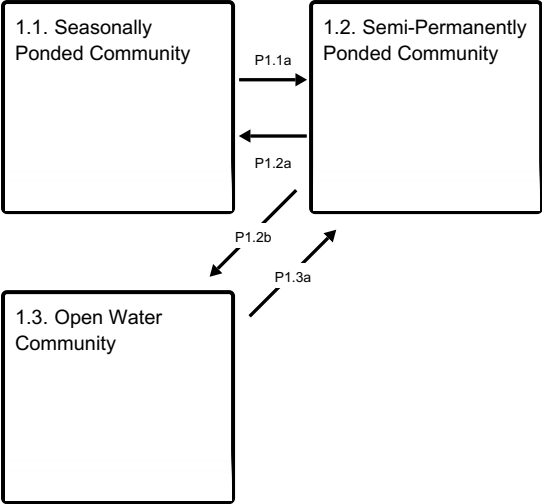 1.1. Seasonally
Ponded Community
P1.1a
1.2. Semi-Permanently
Ponded Community
P1.2a
P1.2b
P1.3a
1.3. Open Water
Community